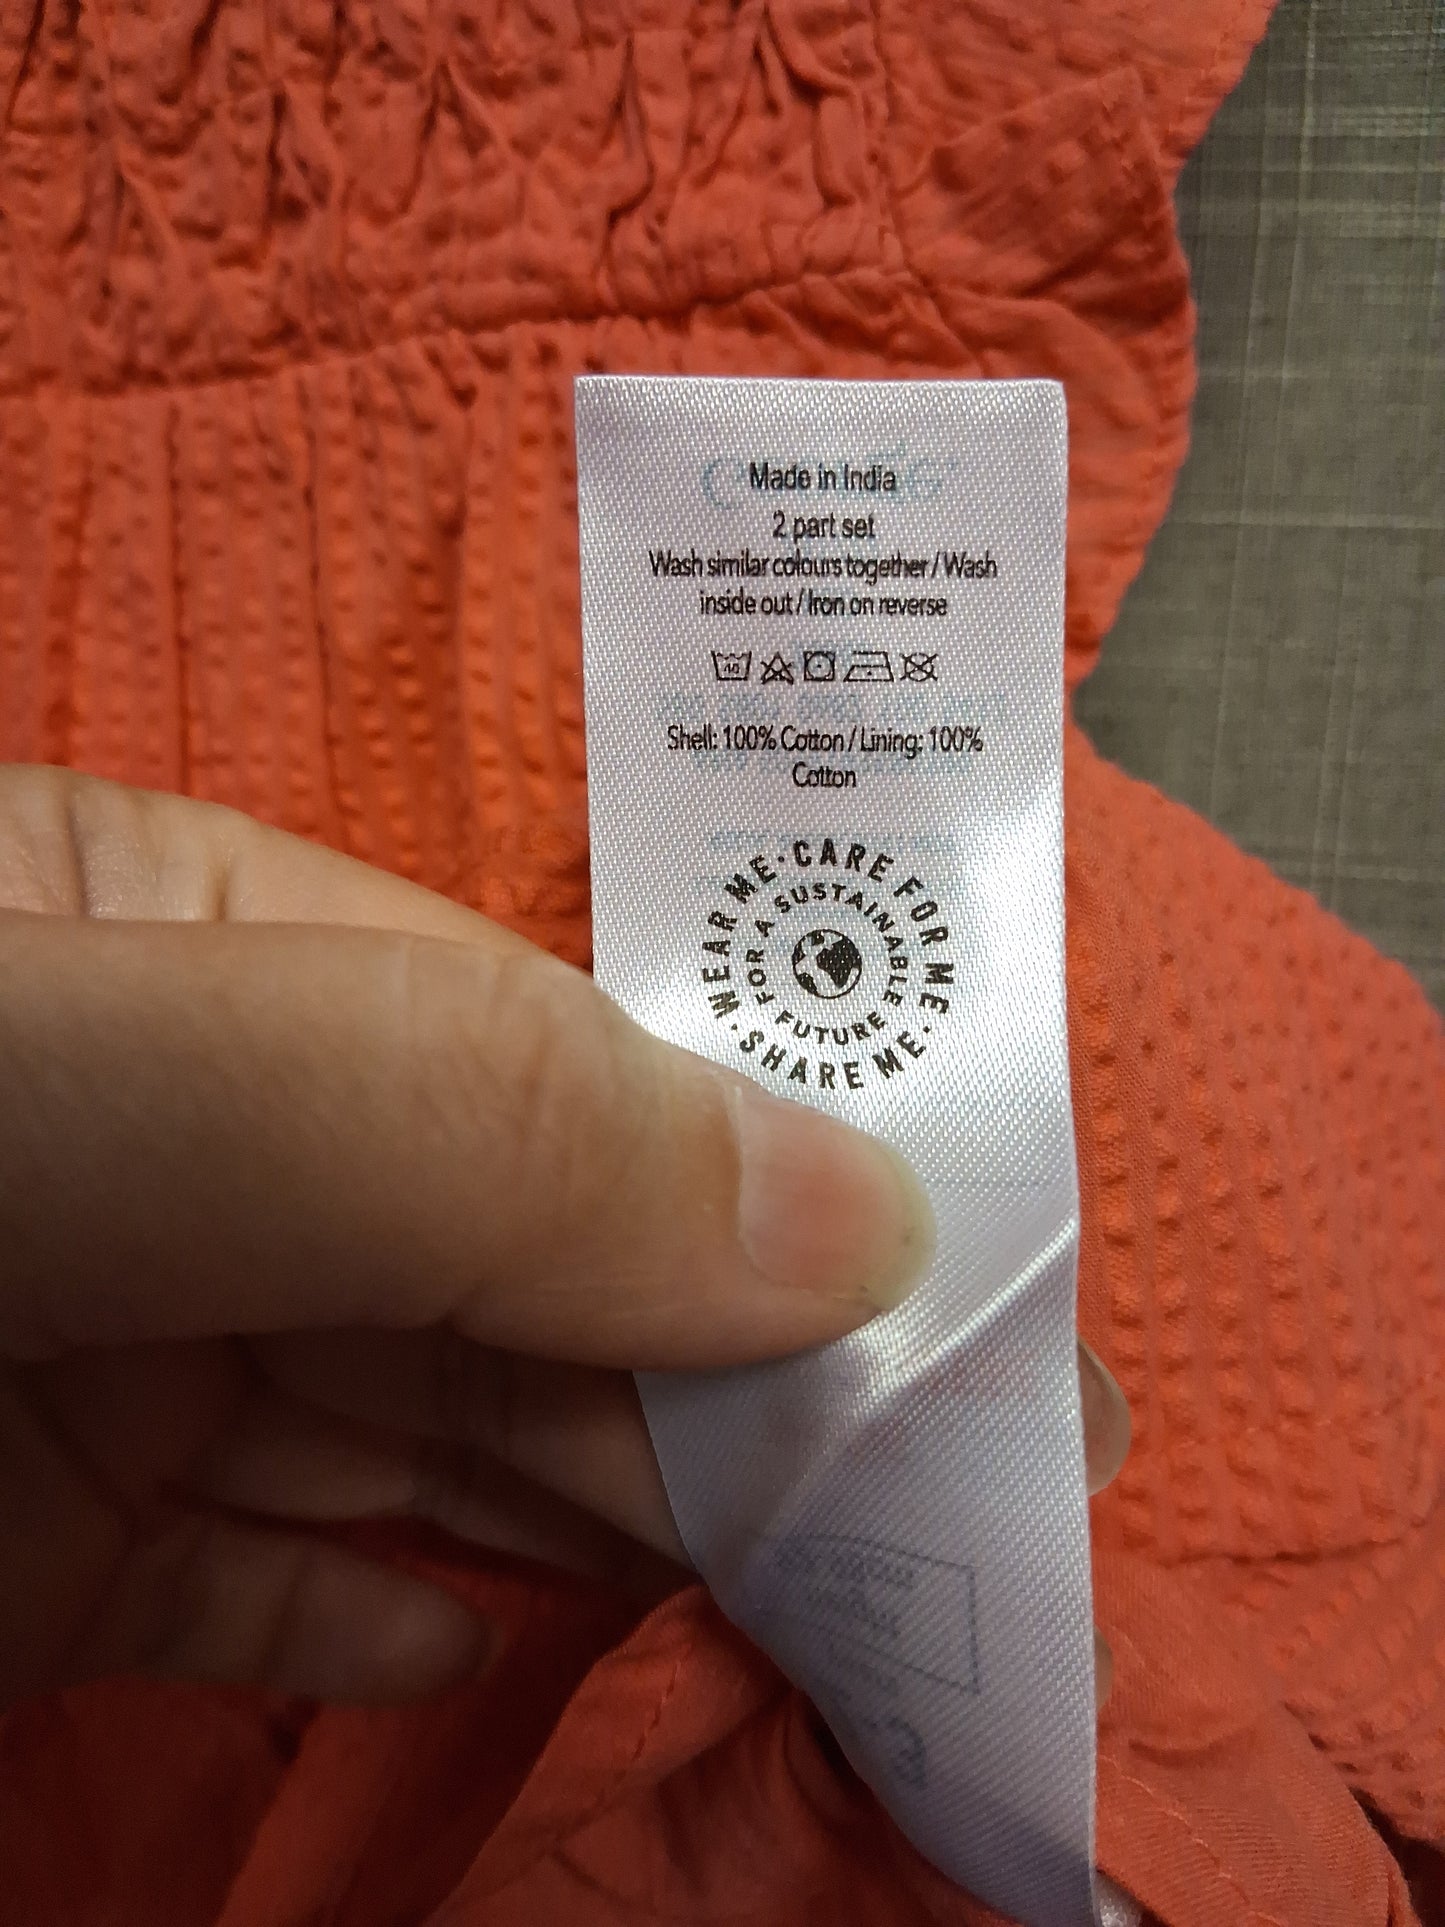 Made in India
2 part set
Wash similar colours together / Wash
inside out / Iron on reverse
40
Shell: 100% Cotton / Lining: 100%
Cotton
WEAR ME · CARE FOR ME · SHARE ME ·
FOR A SUSTAINABLE FUTURE